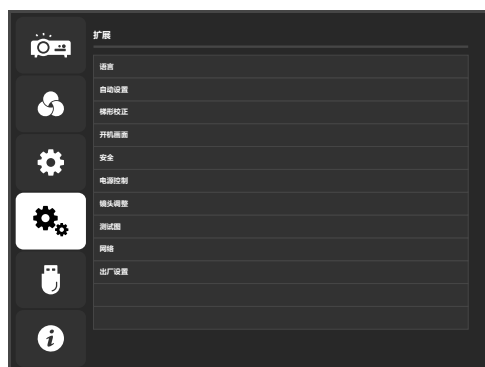 扩展
语言
自动设置
梯形校正
开机画面
安全
电源控制
镜头调整
测试图
网络
出厂设置